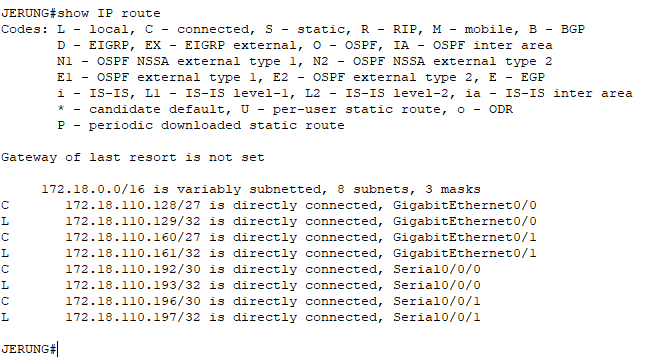 JERUNG#show IP route
Codes: L - local, C - connected, S - static, R - RIP, M - mobile, B - BGP
D - EIGRP, EX - EIGRP external, O - OSPF, IA - OSPF inter area
N1 - OSPF NSSA external type 1, N2 - OSPF NSSA external type 2
E1 - OSPF external type 1, E2 - OSPF external type 2, E - EGP
i - IS-IS, L1 - IS-IS level-1, L2 - IS-IS level-2, ia - IS-IS inter area
* - candidate default, U - per-user static route, o - ODR
P - periodic downloaded static route
Gateway of last resort is not set
172.18.0.0/16 is variably subnetted, 8 subnets, 3 masks
C 172.18.110.128/27 is directly connected, GigabitEthernet0/0
L 172.18.110.129/32 is directly connected, GigabitEthernet0/0
C 172.18.110.160/27 is directly connected, GigabitEthernet0/1
L 172.18.110.161/32 is directly connected, GigabitEthernet0/1
C 172.18.110.192/30 is directly connected, Serial0/0/0
L 172.18.110.193/32 is directly connected, Serial0/0/0
C 172.18.110.196/30 is directly connected, Serial0/0/1
L 172.18.110.197/32 is directly connected, Serial0/0/1
JERUNG#